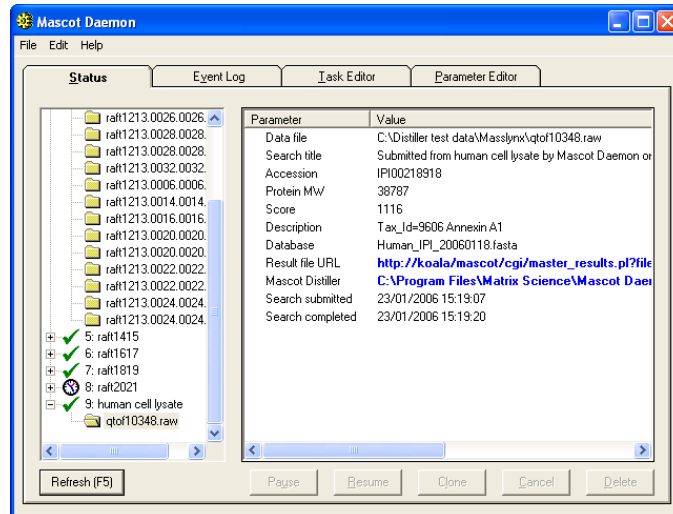 Mascot Daemon
File Edit Help
Status Event Log Task Editor Parameter Editor
raft1213.0026.0026.
raft1213.0028.0028.
raft1213.0028.0028.
raft1213.0032.0032.
raft1213.0006.0006.
raft1213.0014.0014.
raft1213.0016.0016.
raft1213.0020.0020.
raft1213.0020.0020.
raft1213.0022.0022.
raft1213.0022.0022.
raft1213.0024.0024.
raft1213.0024.0024.
5: raft1415
6: raft1617
7: raft1819
8: raft2021
9: human cell lysate
qtof10348.raw
Parameter Value
Data file C:\Distiller test data\Masslynx\qtof10348.raw
Search title Submitted from human cell lysate by Mascot Daemon or
Accession IPI00218918
Protein MW 38787
Score 1116
Description Tax_Id=9606 Annexin A1
Database Human_IPI_20060118.fasta
Result file URL http://koala/mascot/cgi/master_results.pl?file
Mascot Distiller C:\Program Files\Matrix Science\Mascot Daer
Search submitted 23/01/2006 15:19:07
Search completed 23/01/2006 15:19:20
Refresh (F5) Pause Resume Clone Cancel Delete